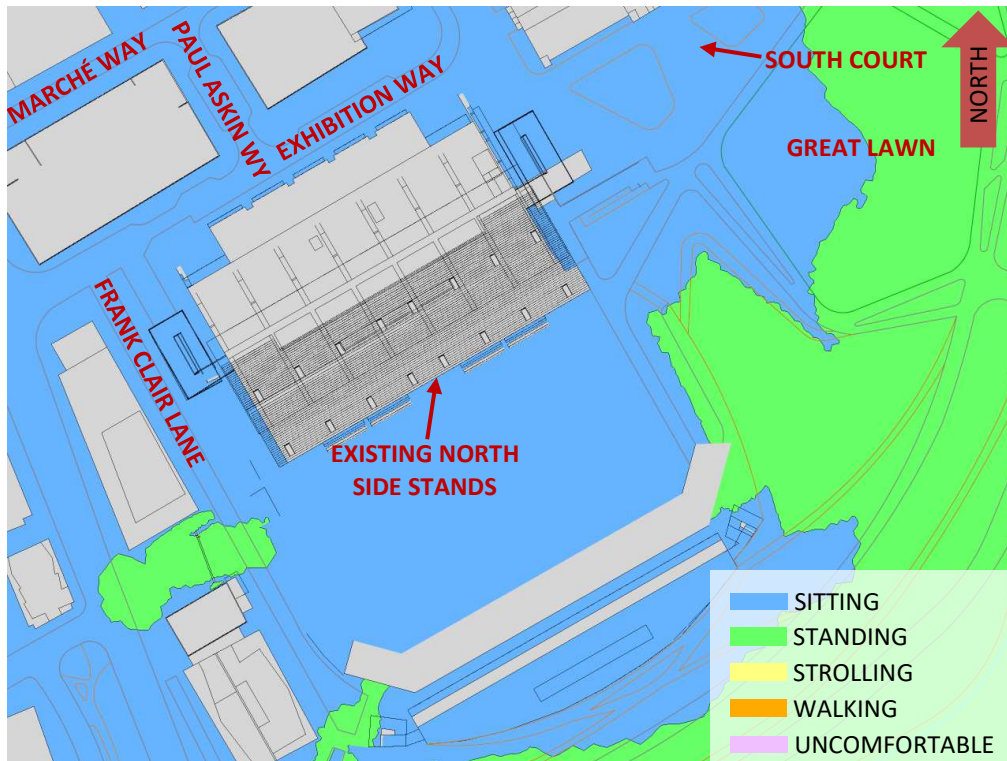 MARCHÉ WAY
PAUL ASKIN WY
EXHIBITION WAY
SOUTH COURT
NORTH
GREAT LAWN
FRANK CLAIR LANE
EXISTING NORTH
SIDE STANDS
SITTING
STANDING
STROLLING
WALKING
UNCOMFORTABLE